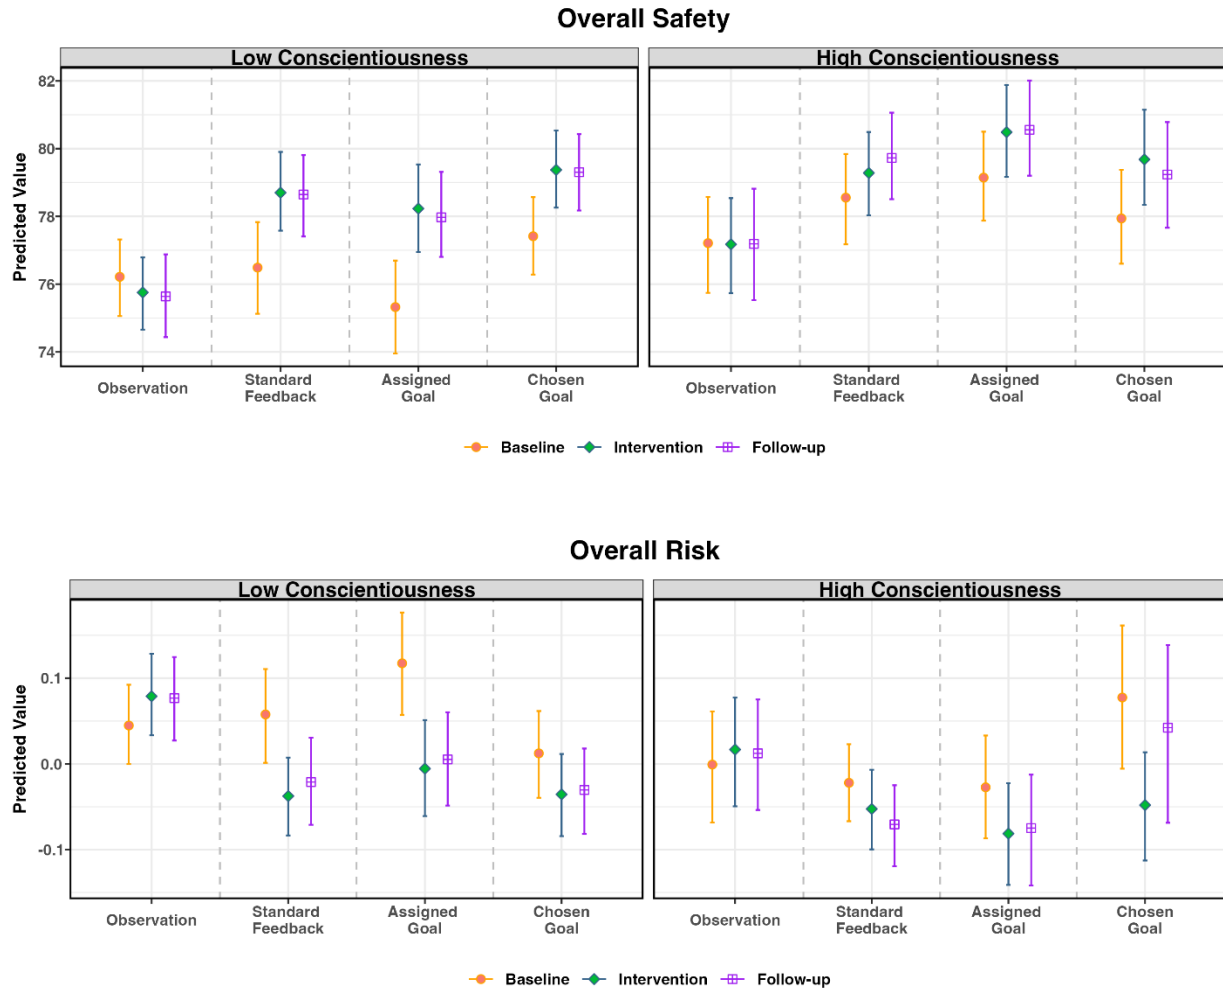 Overall Safety
Low Conscientiousness
High Conscientiousness
Predicted Value
82
80
78
76
74
Observation
Standard
Feedback
Assigned
Goal
Chosen
Goal
Observation
Standard
Feedback
Assigned
Goal
Chosen
Goal
Baseline Intervention Follow-up
Overall Risk
Low Conscientiousness
High Conscientiousness
Predicted Value
0.1
0.0
-0.1
Observation
Standard
Feedback
Assigned
Goal
Chosen
Goal
Observation
Standard
Feedback
Assigned
Goal
Chosen
Goal
Baseline Intervention Follow-up